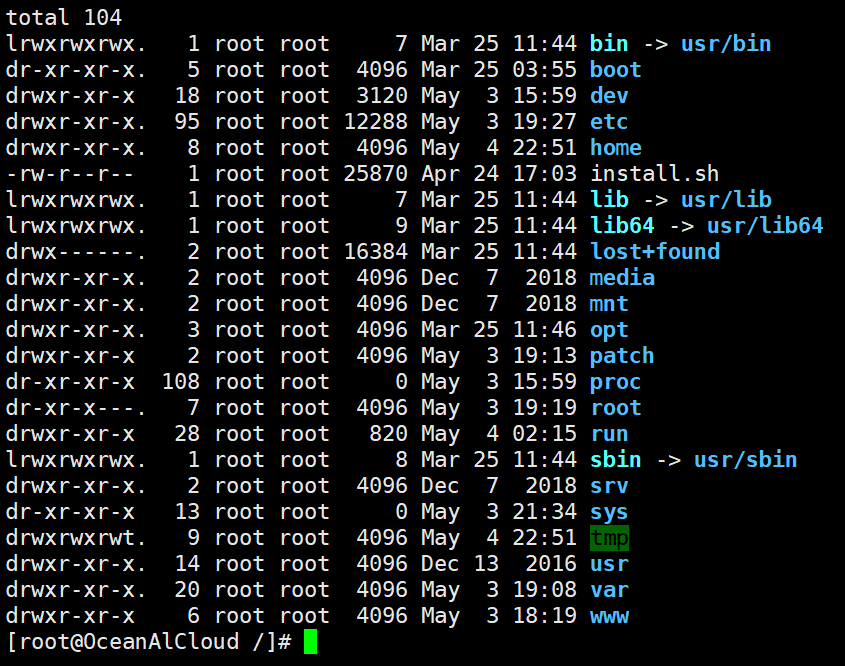 total 104
lrwxrwxrwx.   1 root root     7 Mar 25 11:44 bin -> usr/bin
dr-xr-xr-x.   5 root root  4096 Mar 25 03:55 boot
drwxr-xr-x   18 root root  3120 May  3 15:59 dev
drwxr-xr-x.  95 root root 12288 May  3 19:27 etc
drwxr-xr-x.   8 root root  4096 May  4 22:51 home
-rw-r--r--    1 root root 25870 Apr 24 17:03 install.sh
lrwxrwxrwx.   1 root root     7 Mar 25 11:44 lib -> usr/lib
lrwxrwxrwx.   1 root root     9 Mar 25 11:44 lib64 -> usr/lib64
drwx------.   2 root root 16384 Mar 25 11:44 lost+found
drwxr-xr-x.   2 root root  4096 Dec  7  2018 media
drwxr-xr-x.   2 root root  4096 Dec  7  2018 mnt
drwxr-xr-x.   3 root root  4096 Mar 25 11:46 opt
drwxr-xr-x    2 root root  4096 May  3 19:13 patch
dr-xr-xr-x  108 root root     0 May  3 15:59 proc
dr-xr-x---.   7 root root  4096 May  3 19:19 root
drwxr-xr-x   28 root root   820 May  4 02:15 run
lrwxrwxrwx.   1 root root     8 Mar 25 11:44 sbin -> usr/sbin
drwxr-xr-x.   2 root root  4096 Dec  7  2018 srv
dr-xr-xr-x   13 root root     0 May  3 21:34 sys
drwxrwxrwt.   9 root root  4096 May  4 22:51 tmp
drwxr-xr-x.  14 root root  4096 Dec 13  2016 usr
drwxr-xr-x.  20 root root  4096 May  3 19:08 var
drwxr-xr-x    6 root root  4096 May  3 18:19 www
[root@OceanAlCloud /]#